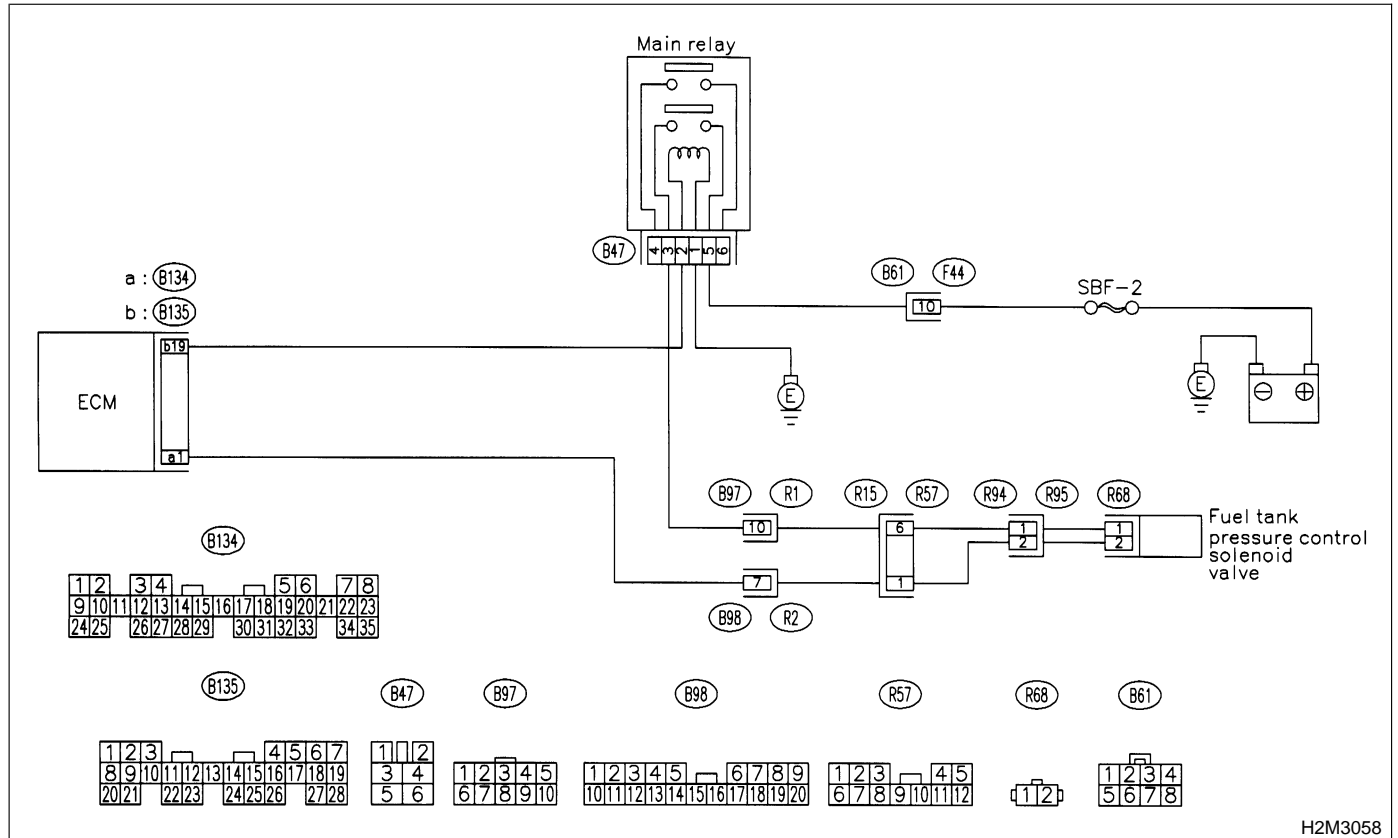 Main relay
B47
4 3 2 1 5 6
B61 F44
10
SBF-2
a : B134
b : B135
b19
ECM
a1
E
E
⊖ ⊕
B97 R1 R15 R57 R94 R95 R68
10 6 1 1
2 2
Fuel tank
pressure control
solenoid
valve
7 1
B98 R2
B134
1 2 3 4 5 6 7 8
9 10 11 12 13 14 15 16 17 18 19 20 21 22 23
24 25 26 27 28 29 30 31 32 33 34 35
B135
1 2 3 4 5 6 7
8 9 10 11 12 13 14 15 16 17 18 19
20 21 22 23 24 25 26 27 28
B47
1 2
3 4
5 6
B97
1 2 3 4 5
6 7 8 9 10
B98
1 2 3 4 5 6 7 8 9
10 11 12 13 14 15 16 17 18 19 20
R57
1 2 3 4 5
6 7 8 9 10 11 12
R68
1 2
B61
1 2 3 4
5 6 7 8
H2M3058